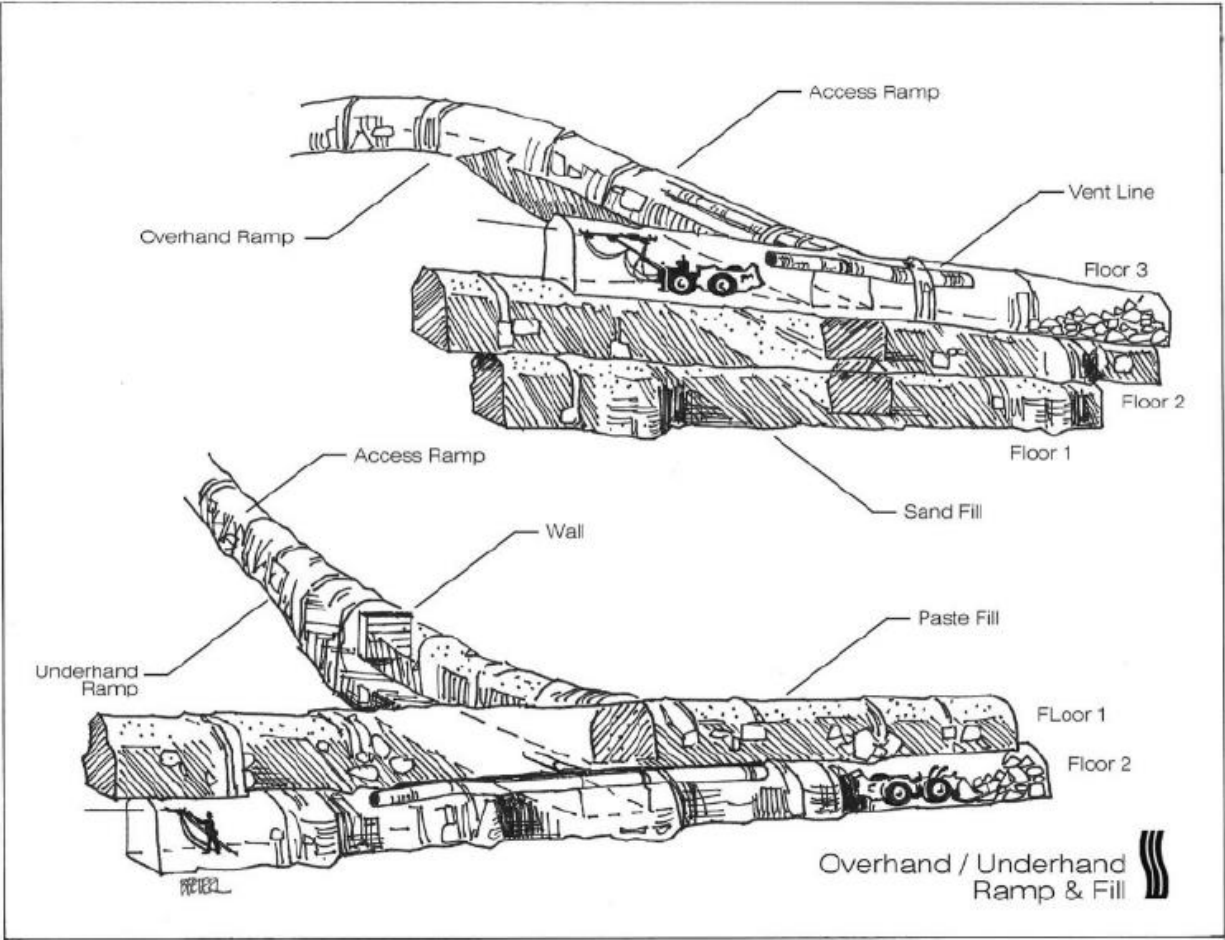 Access Ramp
Vent Line
Overhand Ramp
Floor 3
Floor 2
Floor 1
Access Ramp
Sand Fill
Wall
Paste Fill
Underhand
Ramp
FLoor 1
Floor 2
Overhand / Underhand
Ramp & Fill